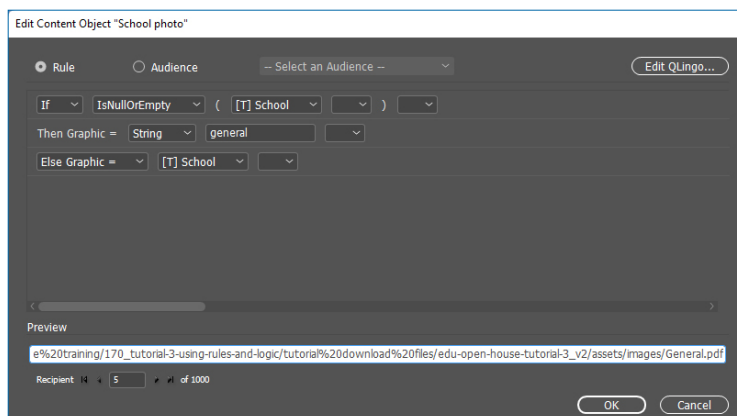 Edit Content Object "School photo"
Rule Audience -- Select an Audience -- Edit QLingo...
If IsNullOrEmpty ( [T] School )
Then Graphic = String general
Else Graphic = [T] School
Preview
e%20training/170_tutorial-3-using-rules-and-logic/tutorial%20download%20files/edu-open-house-tutorial-3_v2/assets/images/General.pdf
Recipient 5 of 1000
OK Cancel